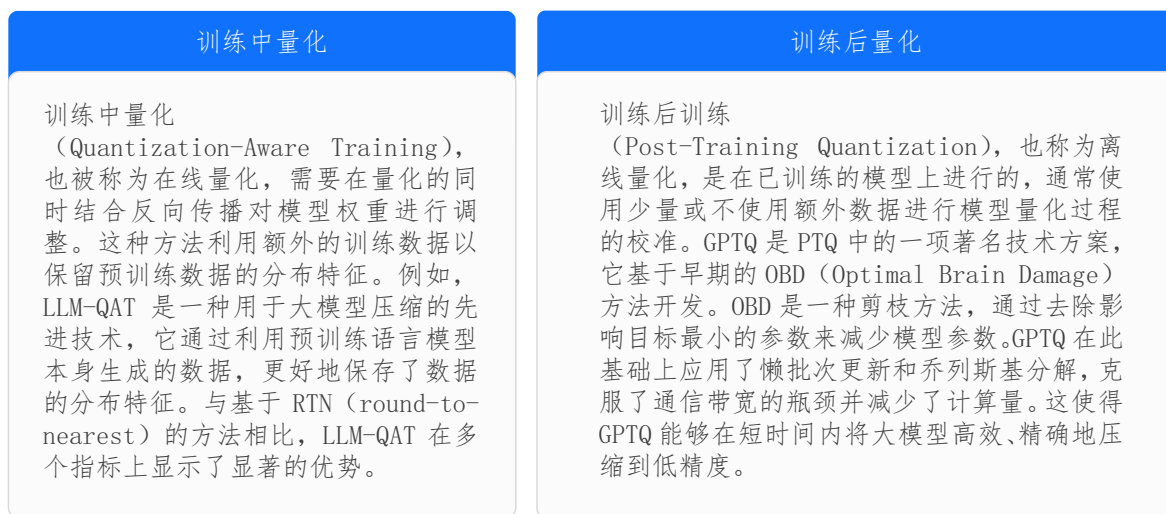 训练中量化
训练中量化
（Quantization-Aware Training），
也被称为在线量化，需要在量化的同
时结合反向传播对模型权重进行调
整。这种方法利用额外的训练数据以
保留预训练数据的分布特征。例如，
LLM-QAT 是一种用于大模型压缩的先
进技术，它通过利用预训练语言模型
本身生成的数据，更好地保存了数据
的分布特征。与基于 RTN（round-to-
nearest）的方法相比，LLM-QAT 在多
个指标上显示了显著的优势。
训练后量化
训练后训练
（Post-Training Quantization），也称为离
线量化，是在已训练的模型上进行的，通常使
用少量或不使用额外数据进行模型量化过程
的校准。GPTQ 是 PTQ 中的一项著名技术方案，
它基于早期的 OBD（Optimal Brain Damage）
方法开发。OBD 是一种剪枝方法，通过去除影
响目标最小的参数来减少模型参数。GPTQ 在此
基础上应用了懒批次更新和乔列斯基分解，克
服了通信带宽的瓶颈并减少了计算量。这使得
GPTQ 能够在短时间内将大模型高效、精确地压
缩到低精度。